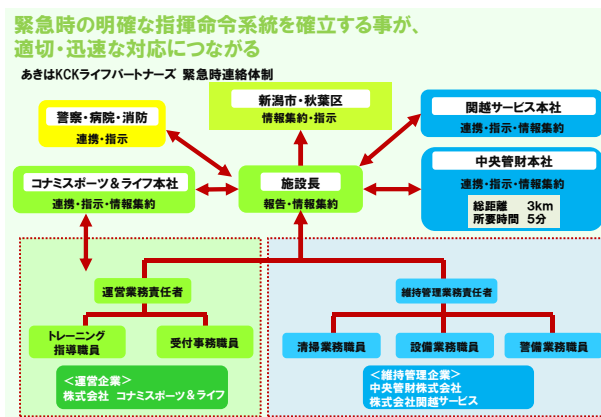 緊急時の明確な指揮命令系統を確立する事が、
適切・迅速な対応につながる
あきはKCKライフパートナーズ 緊急時連絡体制
警察・病院・消防
連携・指示
新潟市・秋葉区
情報集約・指示
関越サービス本社
連携・指示・情報集約
コナミスポーツ&ライフ本社
連携・指示・情報集約
施設長
報告・情報集約
中央管財本社
連携・指示・情報集約
総距離 3km
所要時間 5分
運営業務責任者
維持管理業務責任者
トレーニング
指導職員
受付事務職員
清掃業務職員
設備業務職員
警備業務職員
<運営企業>
株式会社 コナミスポーツ&ライフ
<維持管理企業>
中央管財株式会社
株式会社関越サービス